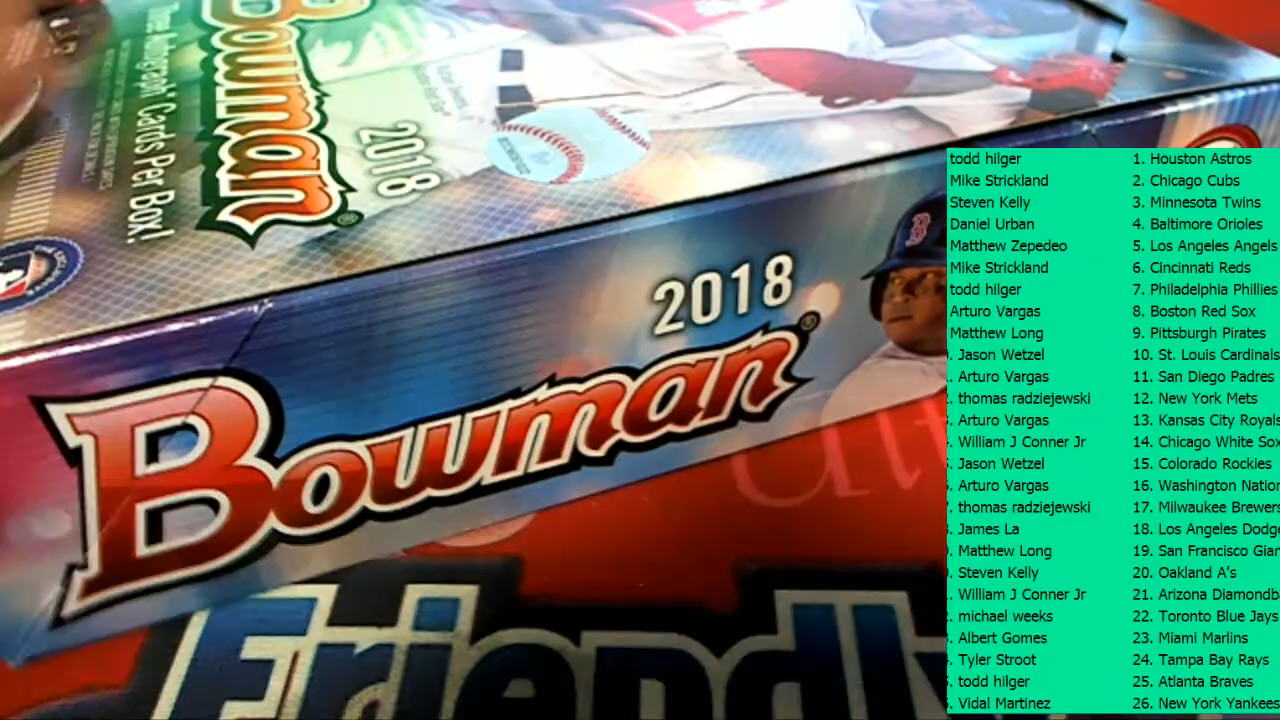 Bowman®
2018
Three Autograph Cards Per Box!
2018
Bowman®
Friendly
todd hilger 1. Houston Astros
Mike Strickland 2. Chicago Cubs
Steven Kelly 3. Minnesota Twins
Daniel Urban 4. Baltimore Orioles
Matthew Zepedeo 5. Los Angeles Angels
Mike Strickland 6. Cincinnati Reds
todd hilger 7. Philadelphia Phillies
Arturo Vargas 8. Boston Red Sox
Matthew Long 9. Pittsburgh Pirates
. Jason Wetzel 10. St. Louis Cardinals
. Arturo Vargas 11. San Diego Padres
. thomas radziejewski 12. New York Mets
. Arturo Vargas 13. Kansas City Royals
. William J Conner Jr 14. Chicago White Sox
. Jason Wetzel 15. Colorado Rockies
. Arturo Vargas 16. Washington Nation
. thomas radziejewski 17. Milwaukee Brewers
. James La 18. Los Angeles Dodge
. Matthew Long 19. San Francisco Gian
. Steven Kelly 20. Oakland A's
. William J Conner Jr 21. Arizona Diamondb
. michael weeks 22. Toronto Blue Jays
. Albert Gomes 23. Miami Marlins
. Tyler Stroot 24. Tampa Bay Rays
. todd hilger 25. Atlanta Braves
. Vidal Martinez 26. New York Yankees